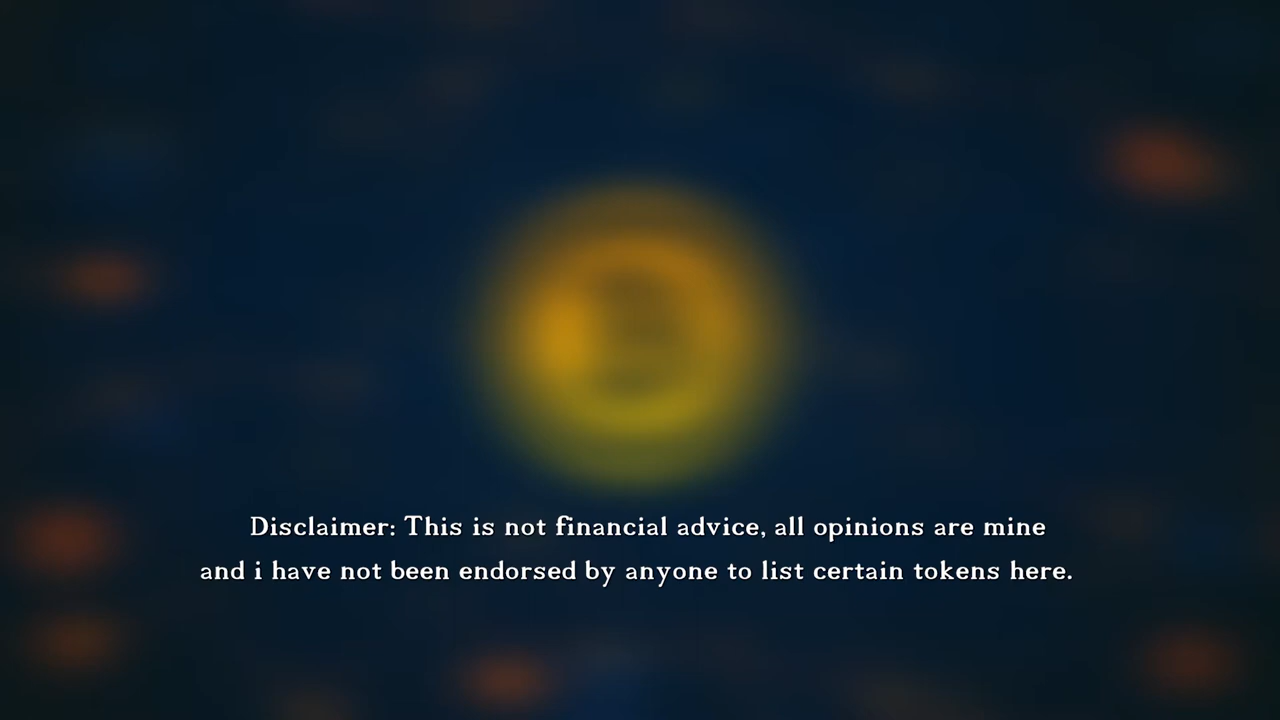 Disclaimer: This is not financial advice, all opinions are mine
and i have not been endorsed by anyone to list certain tokens here.